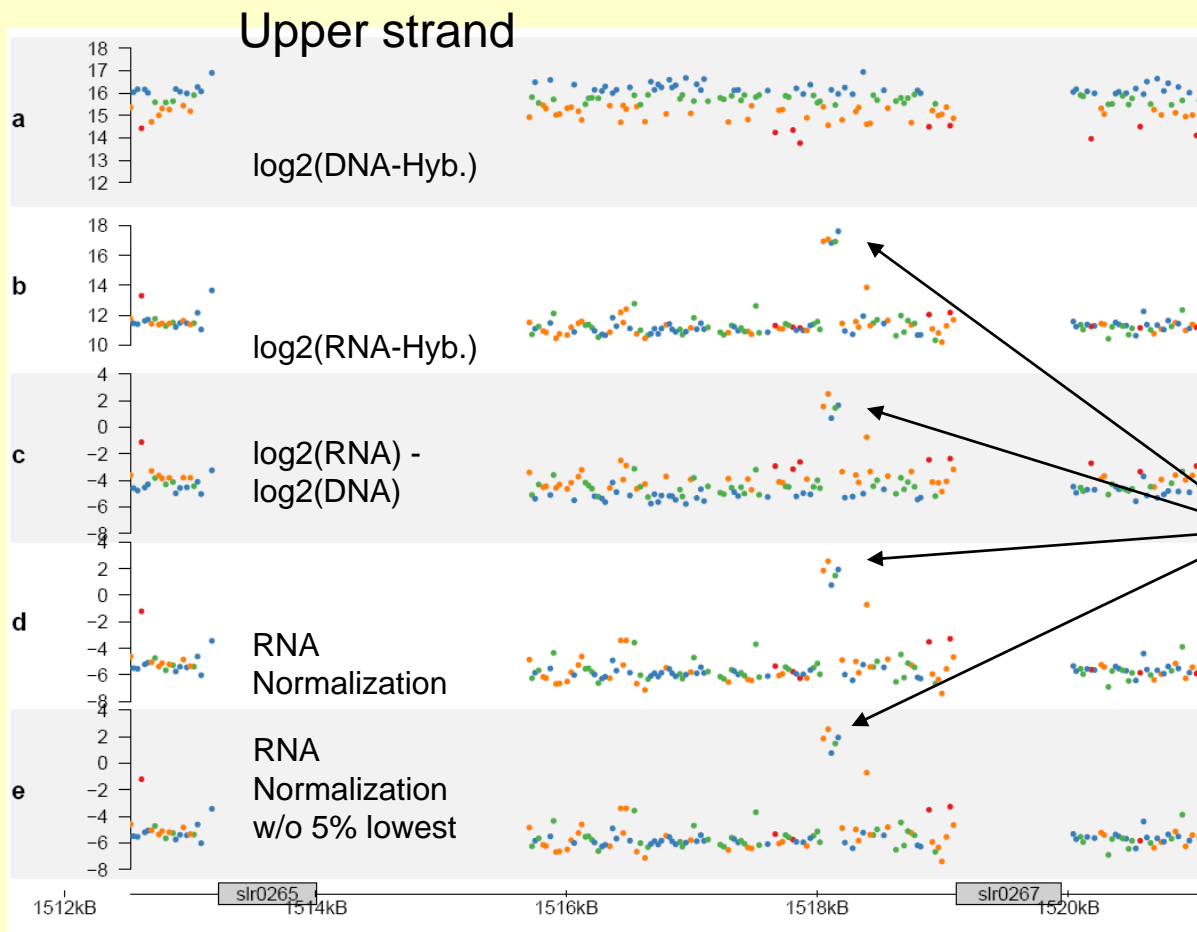 Upper strand
18
17
16
15
14
13
12
a
log2(DNA-Hyb.)
18
16
14
12
10
b
log2(RNA-Hyb.)
4
2
0
−2
−4
−6
−8
c
log2(RNA) -
log2(DNA)
4
2
0
−2
−4
−6
−8
d
RNA
Normalization
4
2
0
−2
−4
−6
−8
e
RNA
Normalization
w/o 5% lowest
slr0265
slr0267
1512kB 1514kB 1516kB 1518kB 1520kB